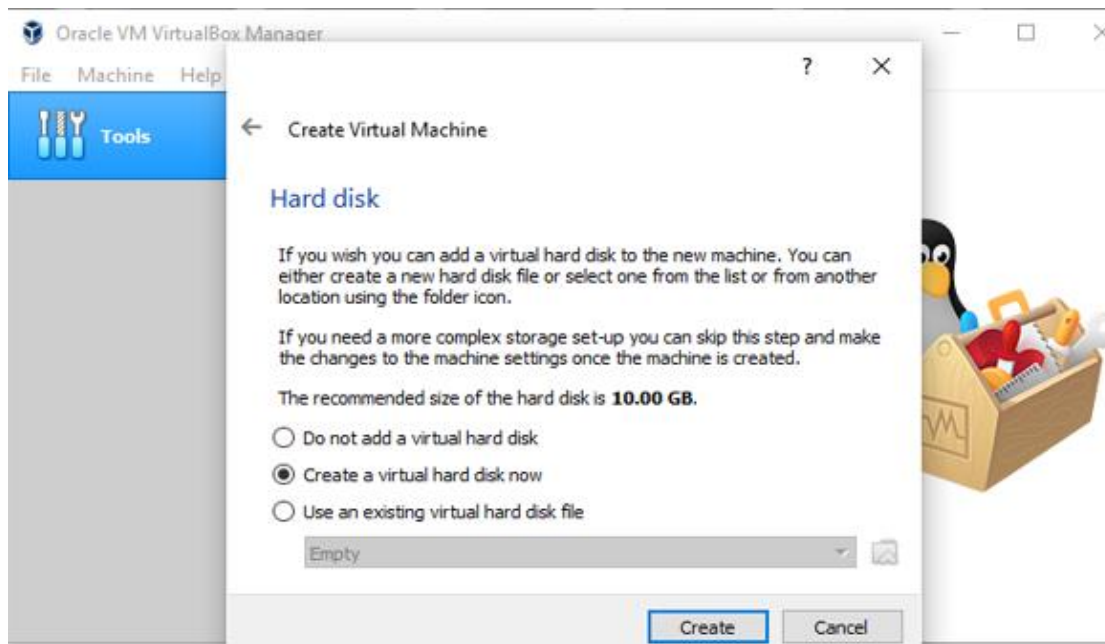 Oracle VM VirtualBox Manager
File Machine Help
?
Tools
Create Virtual Machine
Hard disk
If you wish you can add a virtual hard disk to the new machine. You can
either create a new hard disk file or select one from the list or from another
location using the folder icon.
If you need a more complex storage set-up you can skip this step and make
the changes to the machine settings once the machine is created.
The recommended size of the hard disk is 10.00 GB.
Do not add a virtual hard disk
Create a virtual hard disk now
Use an existing virtual hard disk file
Empty
Create Cancel